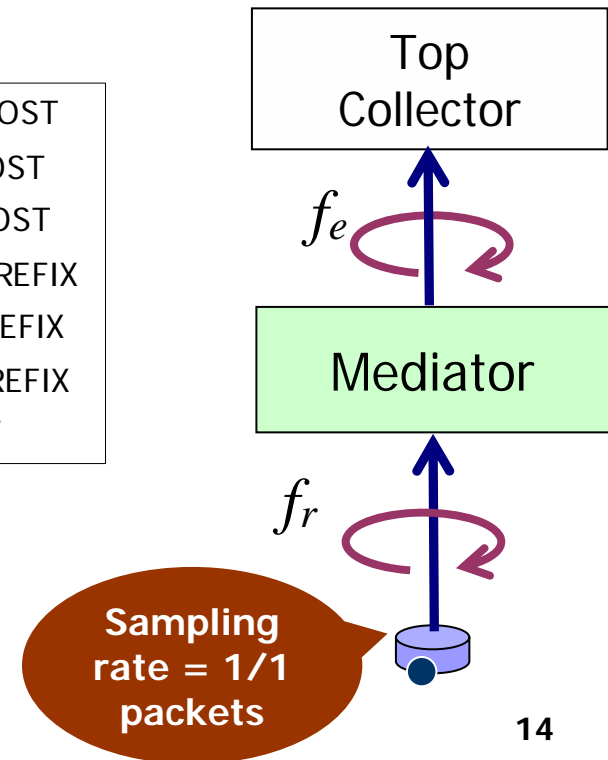 OST
OST
OST
REFIX
EFIX
REFIX
Top
Collector
fe
Mediator
fr
Sampling
rate = 1/1
packets
14